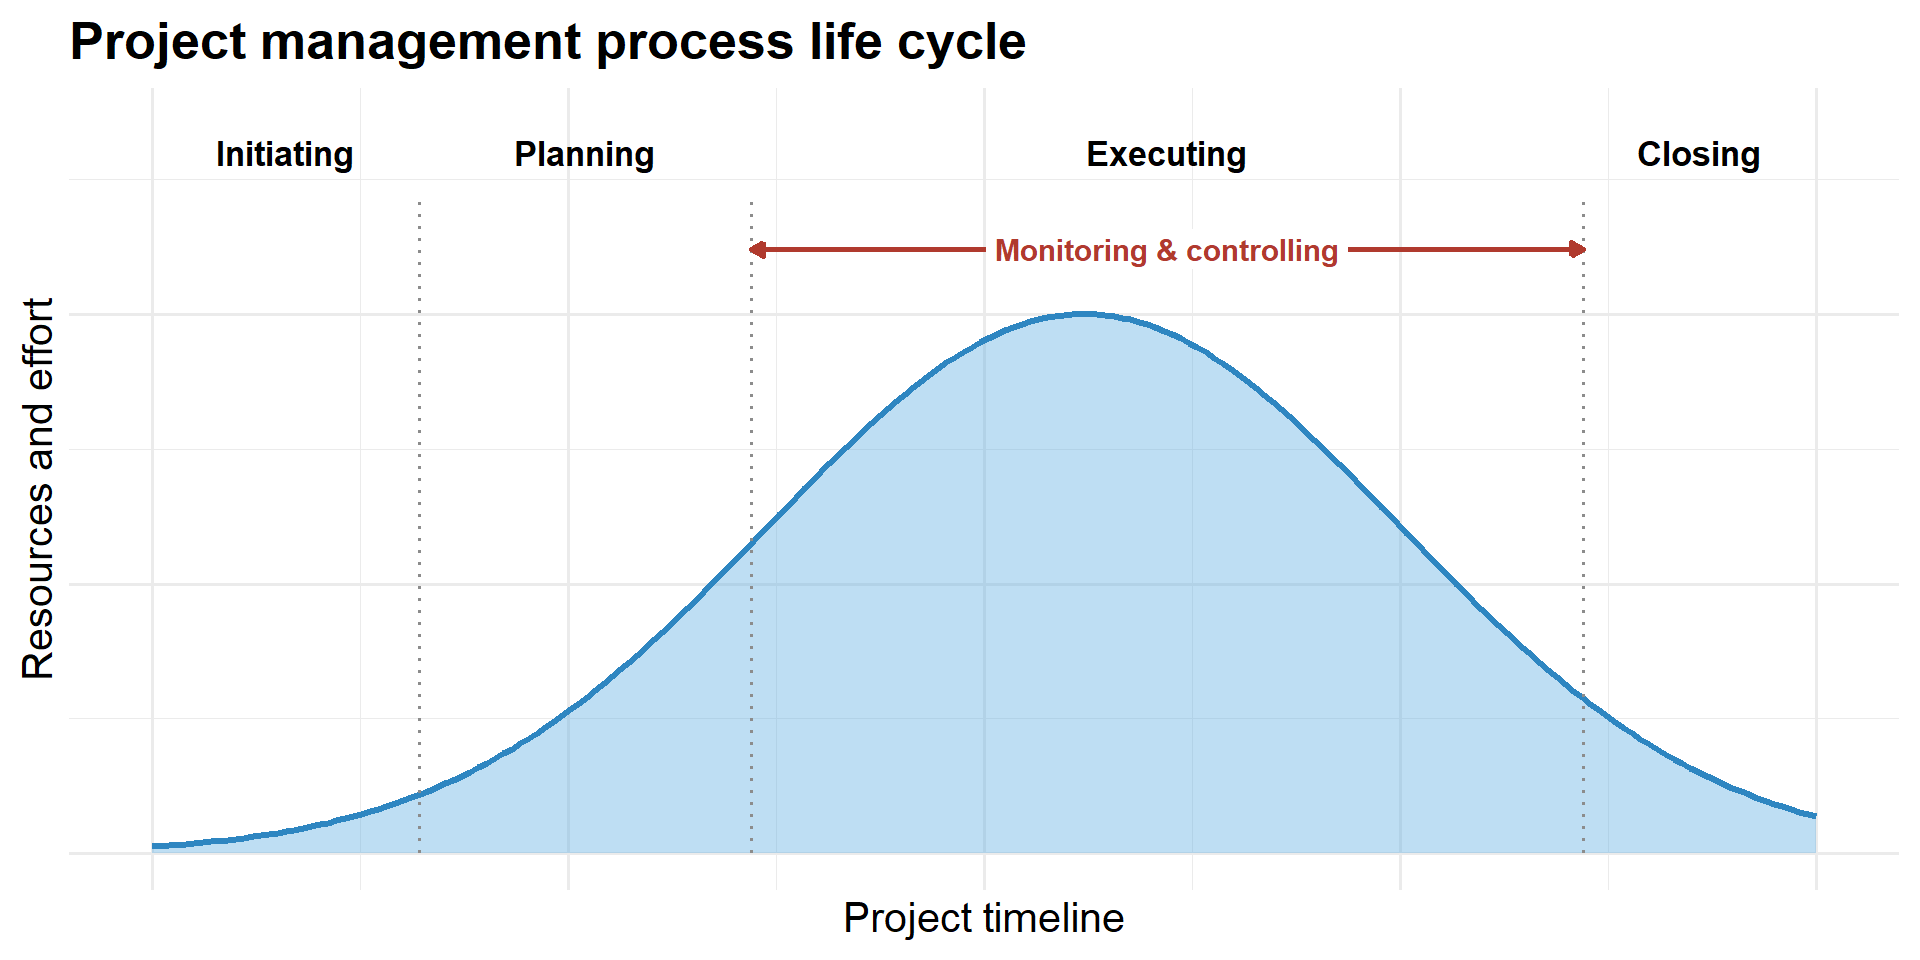 Project management process life cycle
Initiating
Planning
Executing
Closing
Monitoring & controlling
Resources and effort
Project timeline